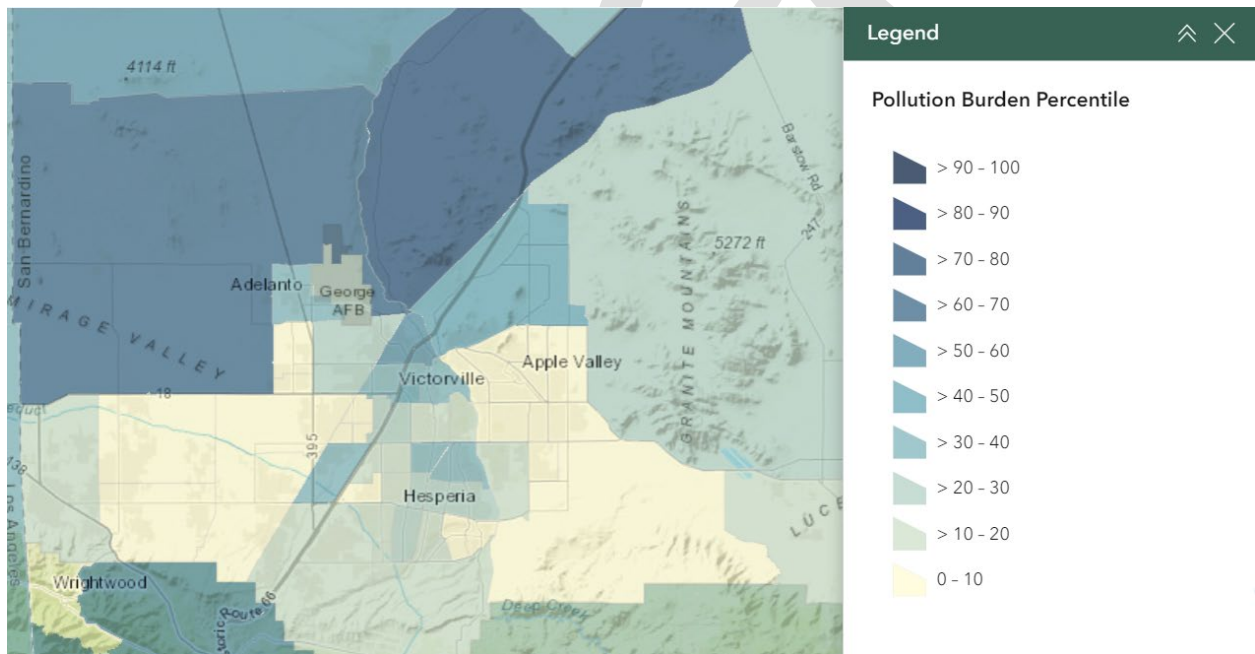 4114 ft
San Bernardino
MIRAGE VALLEY
Adelanto
George
AFB
Victorville
Apple Valley
Barstow Rd
247
5272 ft
GRANITE MOUNTAINS
18
395
138
Hesperia
Los Angeles
Wrightwood
Route 66
Deep Creek
LUCE
Legend
Pollution Burden Percentile
> 90 - 100
> 80 - 90
> 70 - 80
> 60 - 70
> 50 - 60
> 40 - 50
> 30 - 40
> 20 - 30
> 10 - 20
0 - 10